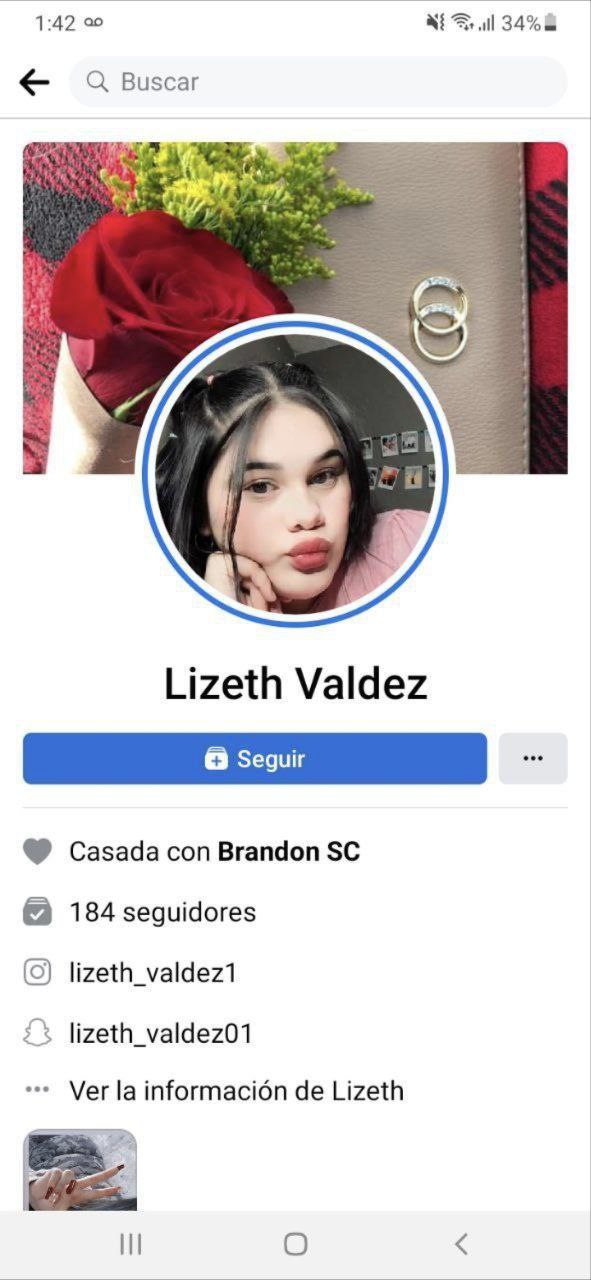 1:42
34%
Buscar
Lizeth Valdez
Seguir
Casada con Brandon SC
184 seguidores
lizeth_valdez1
lizeth_valdez01
Ver la información de Lizeth